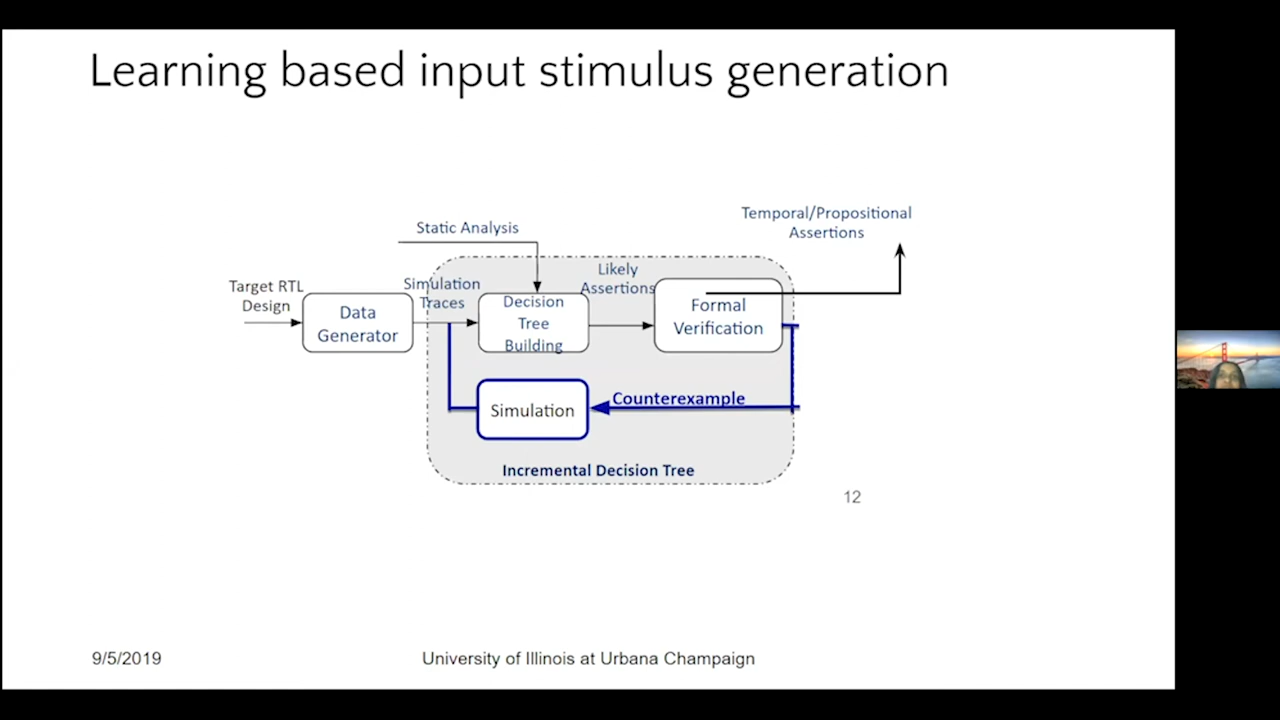 Learning based input stimulus generation
Temporal/Propositional
Assertions
Static Analysis
Likely
Assertions
Simulation
Traces
Target RTL
Design
Data
Generator
Decision
Tree
Building
Formal
Verification
Counterexample
Simulation
Incremental Decision Tree
12
9/5/2019
University of Illinois at Urbana Champaign